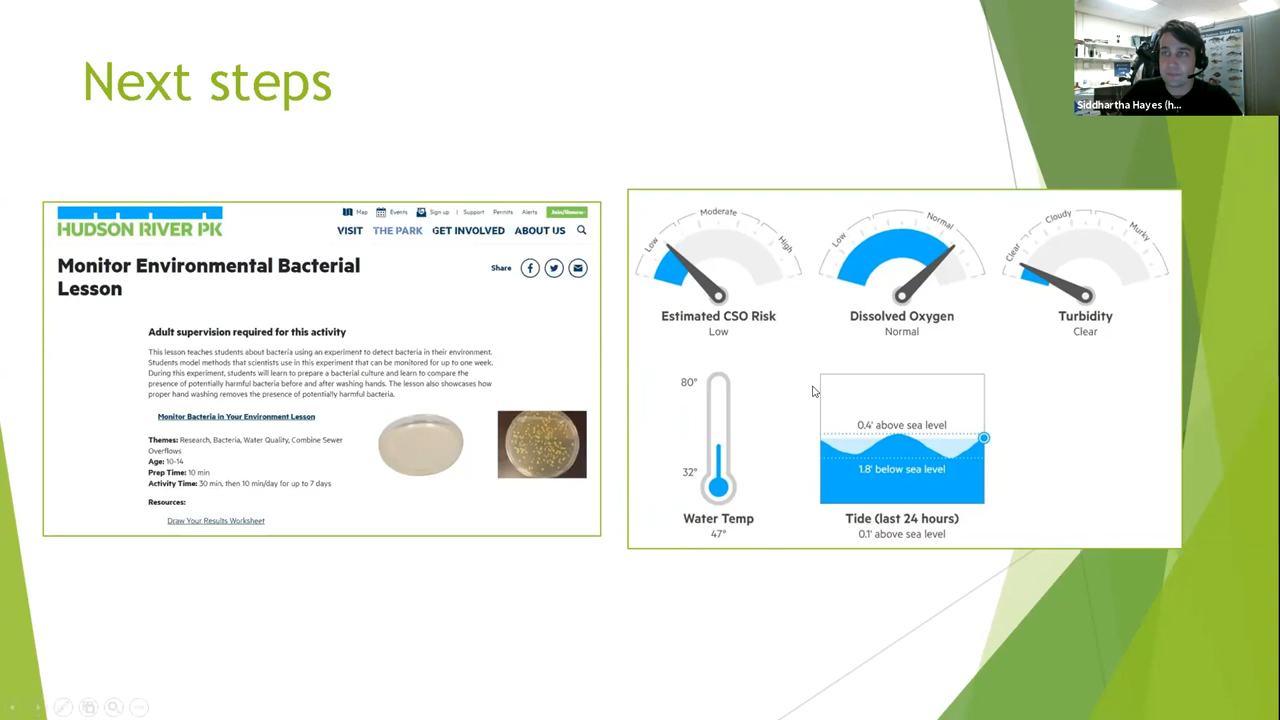 Next steps
Siddhartha Hayes (h...
HUDSON RIVER PK
Map Events Sign up | Support Permits Alerts Join/Renew
VISIT THE PARK GET INVOLVED ABOUT US
Monitor Environmental Bacterial
Lesson
Share
Adult supervision required for this activity
This lesson teaches students about bacteria using an experiment to detect bacteria in their environment.
Students model methods that scientists use in this experiment that can be monitored for up to one week.
During this experiment, students will learn to prepare a bacterial culture and learn to compare the
presence of potentially harmful bacteria before and after washing hands. The lesson also showcases how
proper hand washing removes the presence of potentially harmful bacteria.
Monitor Bacteria in Your Environment Lesson
Themes: Research, Bacteria, Water Quality, Combine Sewer
Overflows
Age: 10-14
Prep Time: 10 min
Activity Time: 30 min, then 10 min/day for up to 7 days
Resources:
Draw Your Results Worksheet
Low Moderate High
Estimated CSO Risk
Low
Low Normal
Dissolved Oxygen
Normal
Clear Cloudy Murky
Turbidity
Clear
80°
32°
Water Temp
47°
0.4' above sea level
1.8' below sea level
Tide (last 24 hours)
0.1' above sea level